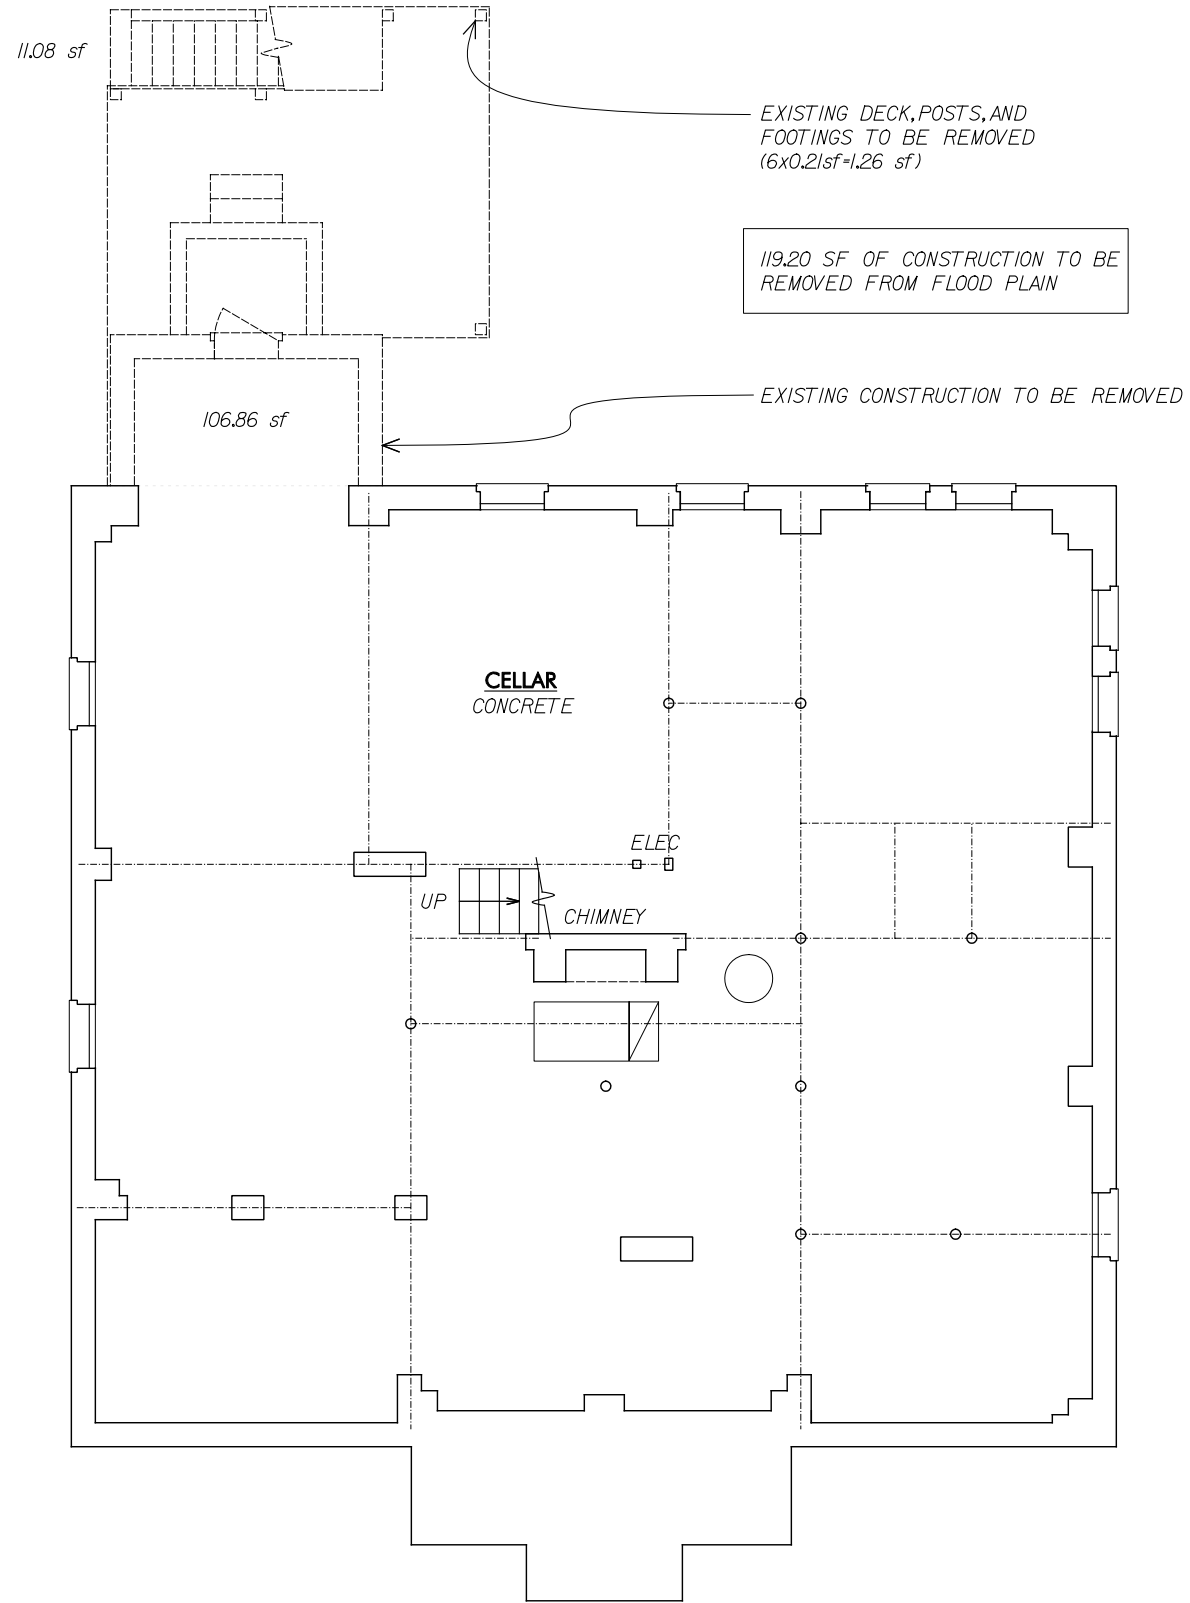 11.08 sf
EXISTING DECK, POSTS, AND
FOOTINGS TO BE REMOVED
(6x0.21sf=1.26 sf)
119.20 SF OF CONSTRUCTION TO BE
REMOVED FROM FLOOD PLAIN
EXISTING CONSTRUCTION TO BE REMOVED
106.86 sf
CELLAR
CONCRETE
ELEC
UP
CHIMNEY